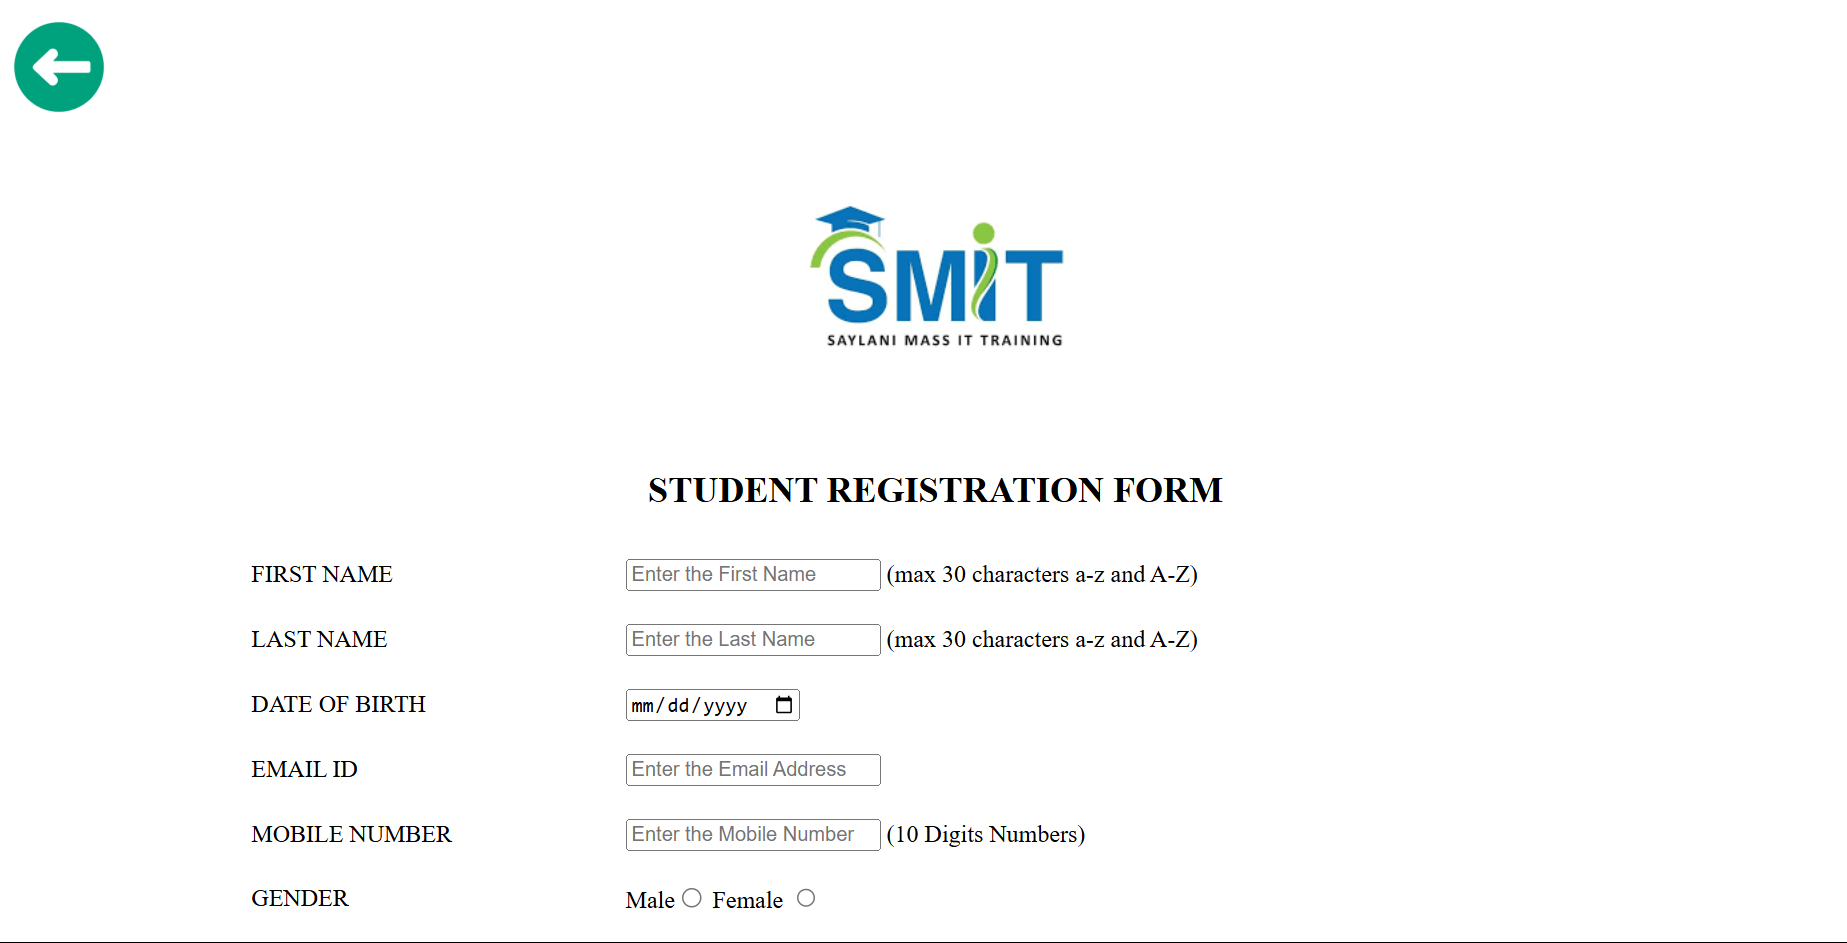 SMiT
SAYLANI MASS IT TRAINING
STUDENT REGISTRATION FORM
FIRST NAME Enter the First Name (max 30 characters a-z and A-Z)
LAST NAME Enter the Last Name (max 30 characters a-z and A-Z)
DATE OF BIRTH mm/dd/yyyy
EMAIL ID Enter the Email Address
MOBILE NUMBER Enter the Mobile Number (10 Digits Numbers)
GENDER Male Female